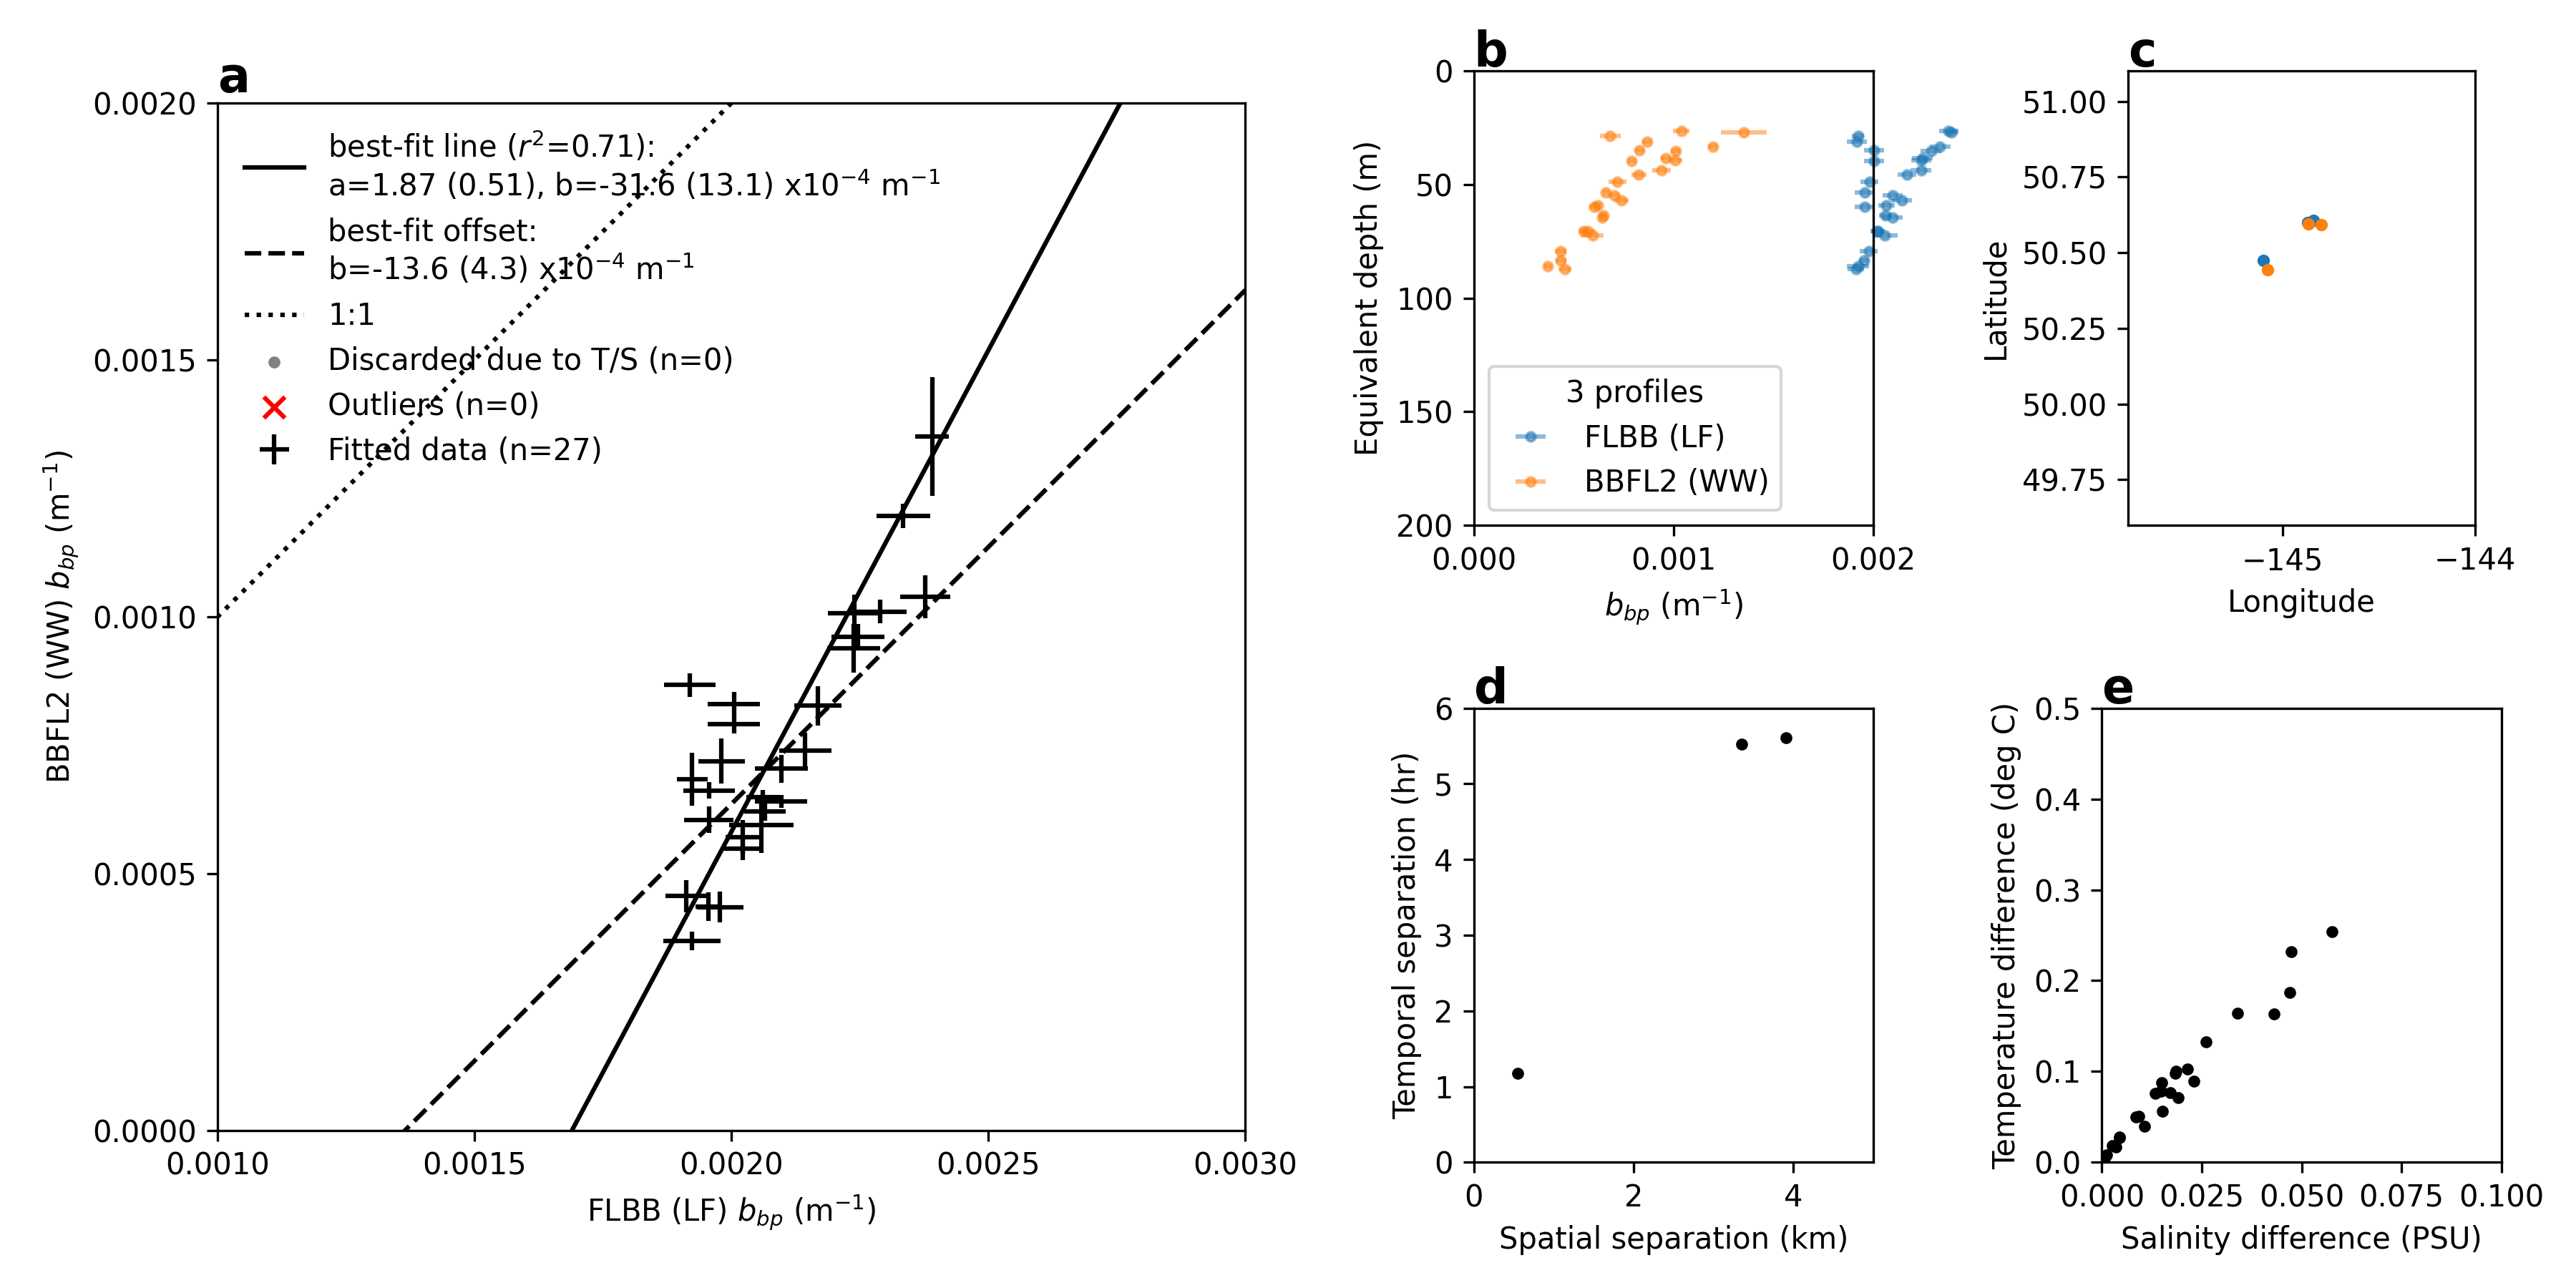 a
0.0020
0.0015
0.0010
0.0005
0.0000
BBFL2 (WW) b_bp (m⁻¹)
best-fit line (r²=0.71):
a=1.87 (0.51), b=-31.6 (13.1) x10⁻⁴ m⁻¹
best-fit offset:
b=-13.6 (4.3) x10⁻⁴ m⁻¹
1:1
Discarded due to T/S (n=0)
Outliers (n=0)
Fitted data (n=27)
0.0010 0.0015 0.0020 0.0025 0.0030
FLBB (LF) b_bp (m⁻¹)
b
0
50
100
150
200
Equivalent depth (m)
3 profiles
FLBB (LF)
BBFL2 (WW)
0.000 0.001 0.002
b_bp (m⁻¹)
c
51.00
50.75
50.50
50.25
50.00
49.75
Latitude
−145 −144
Longitude
d
6
5
4
3
2
1
0
Temporal separation (hr)
0 2 4
Spatial separation (km)
e
0.5
0.4
0.3
0.2
0.1
0.0
Temperature difference (deg C)
0.000 0.025 0.050 0.075 0.100
Salinity difference (PSU)